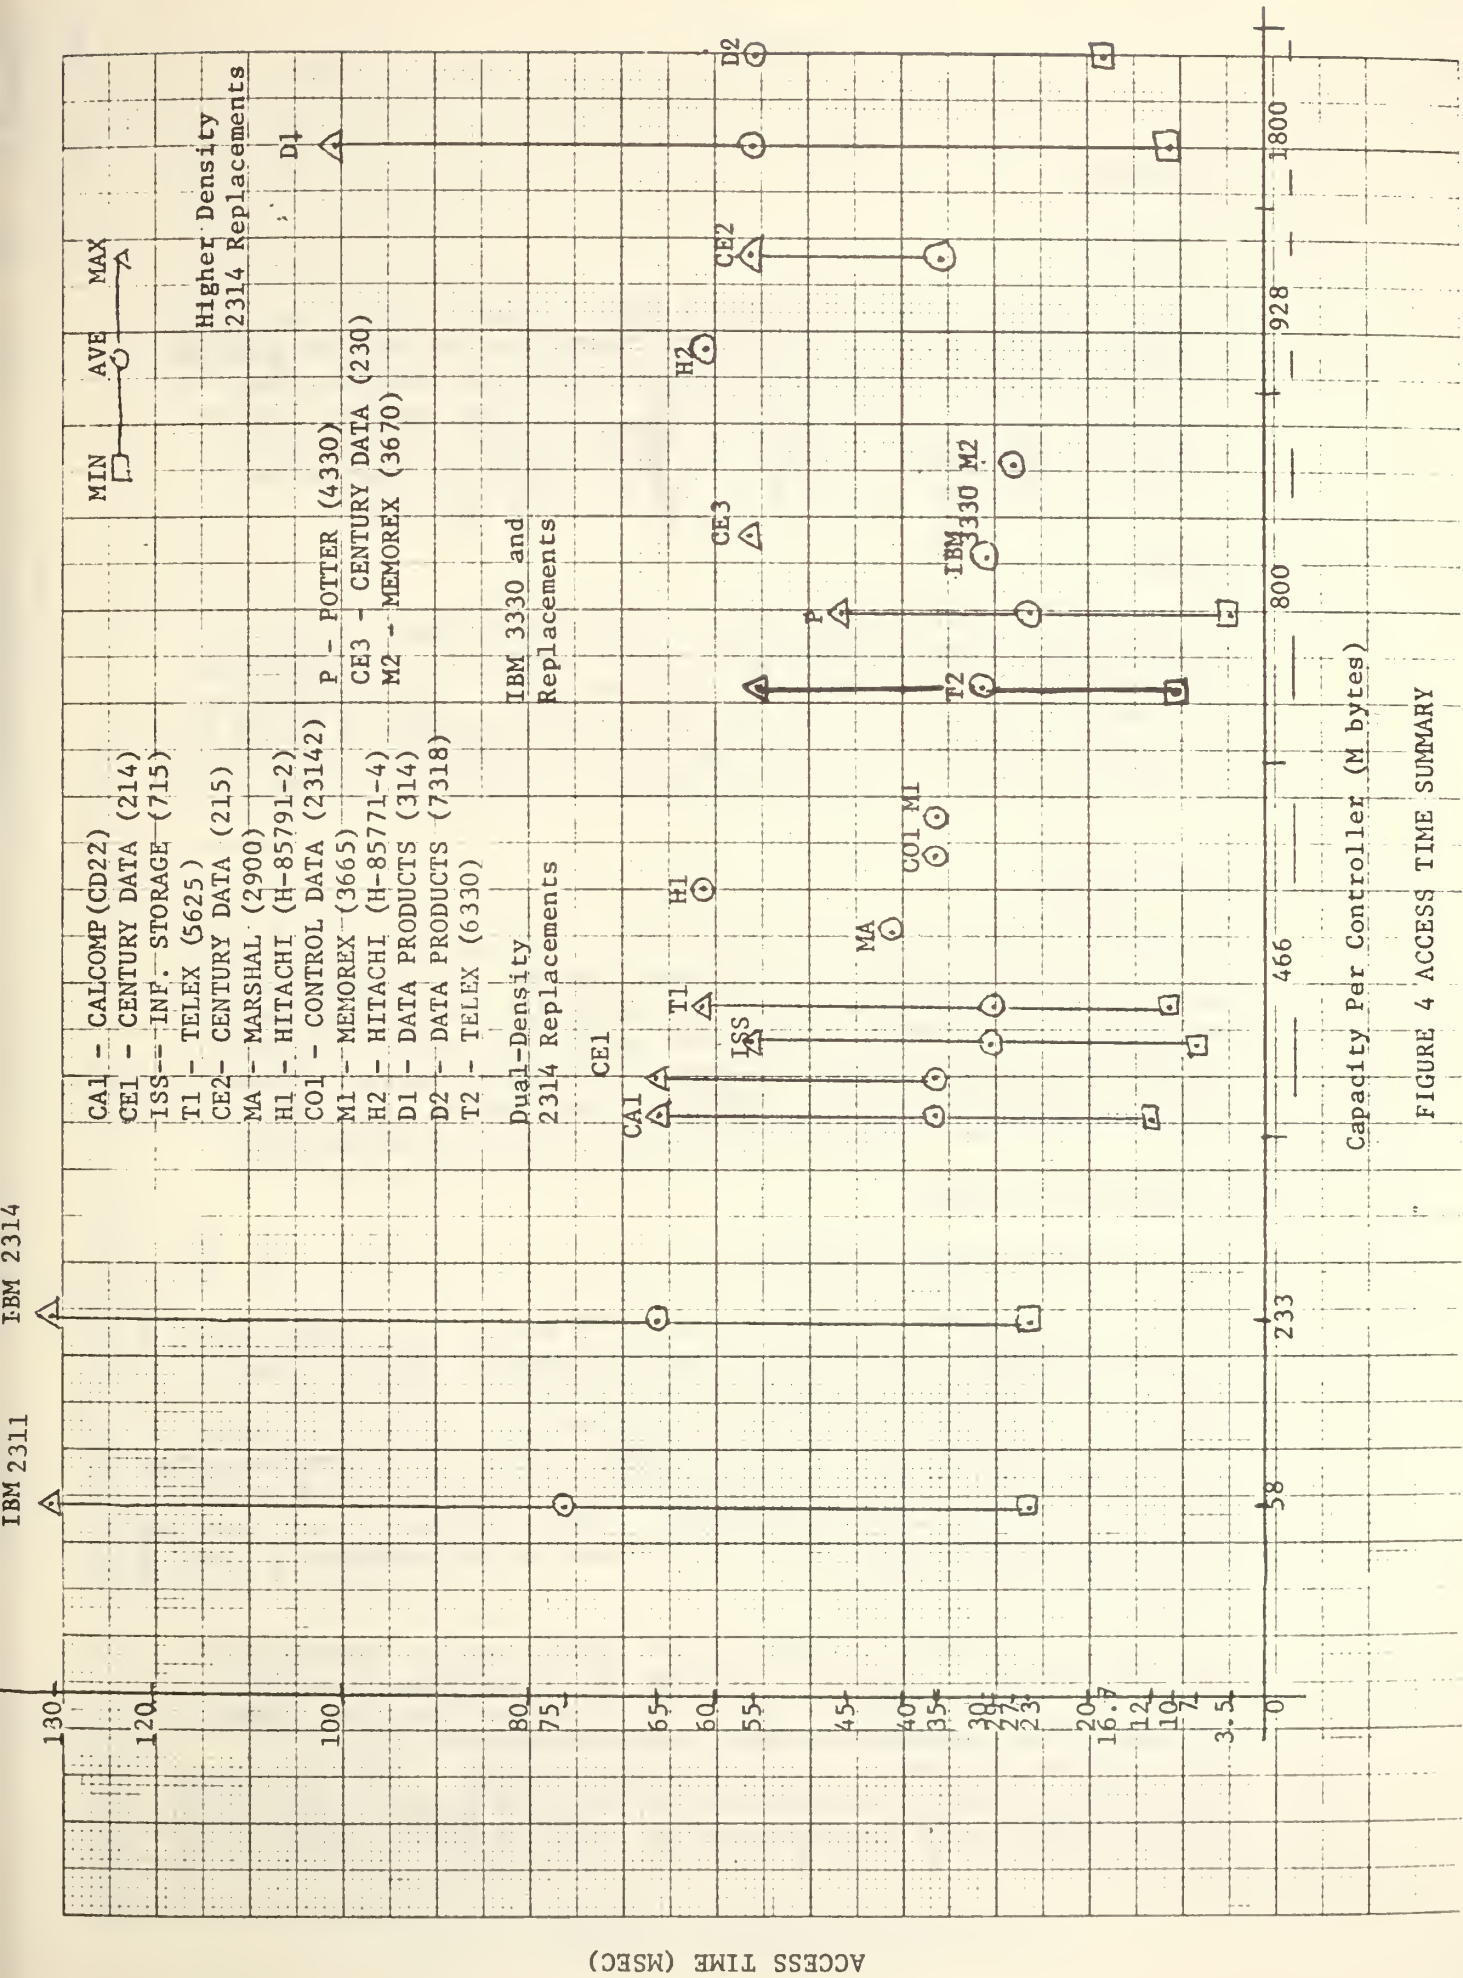 IBM 2311
IBM 2314
MIN AVE MAX
CA1 - CALCOMP (CD22)
CE1 - CENTURY DATA (214)
ISS-- INF. STORAGE (715)
T1 - TELEX (5625)
CE2- CENTURY DATA (215)
MA - MARSHAL (2900)
H1 - HITACHI (H-85791-2)
CO1 - CONTROL DATA (23142)
M1 - MEMOREX (3665)
H2- HITACHI (H-85771-4)
D1 - DATA PRODUCTS (314)
D2 - DATA PRODUCTS (7318)
T2 - TELEX (6330)
P - POTTER (4330)
CE3 - CENTURY DATA (230)
M2 - MEMOREX (3670)
Higher Density
2314 Replacements
IBM 3330 and
Replacements
Dual-Density
2314 Replacements
CA1
CE1
ISS
T1
MA
H1
CO1
M1
T2
P
IBM
3330
M2
CE3
H2
CE2
D1
D2
130
120
100
80
75
65
60
55
45
40
35
30
29
27
23
20
16.7
12
10
7
3.5
0
58
233
466
800
928
1800
ACCESS TIME (MSEC)
Capacity Per Controller (M bytes)
FIGURE 4 ACCESS TIME SUMMARY